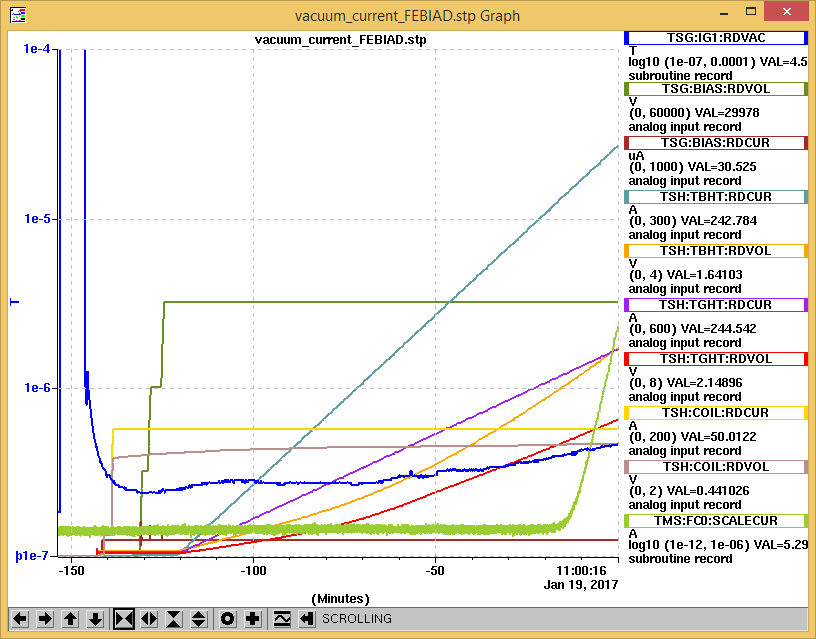 vacuum_current_FEBIAD.stp Graph
vacuum_current_FEBIAD.stp
1e-4
1e-5
T
1e-6
1e-7
-150
-100
-50
11:00:16
Jan 19, 2017
(Minutes)
TSG:IG1:RDVAC
T
log10 (1e-07, 0.0001) VAL=4.5
subroutine record
TSG:BIAS:RDVOL
V
(0, 60000) VAL=29978
analog input record
TSG:BIAS:RDCUR
uA
(0, 1000) VAL=30.525
analog input record
TSH:TBHT:RDCUR
A
(0, 300) VAL=242.784
analog input record
TSH:TBHT:RDVOL
V
(0, 4) VAL=1.64103
analog input record
TSH:TGHT:RDCUR
A
(0, 600) VAL=244.542
analog input record
TSH:TGHT:RDVOL
V
(0, 8) VAL=2.14896
analog input record
TSH:COIL:RDCUR
A
(0, 200) VAL=50.0122
analog input record
TSH:COIL:RDVOL
V
(0, 2) VAL=0.441026
analog input record
TMS:FC0:SCALECUR
A
log10 (1e-12, 1e-06) VAL=5.29
subroutine record
SCROLLING